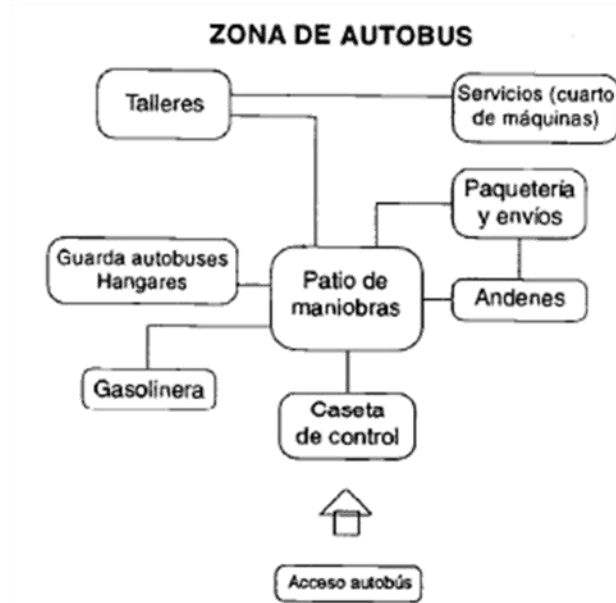 ZONA DE AUTOBUS
Talleres
Servicios (cuarto
de máquinas)
Paquetería
y envíos
Guarda autobuses
Hangares
Patio de
maniobras
Andenes
Gasolinera
Caseta
de control
Acceso autobús